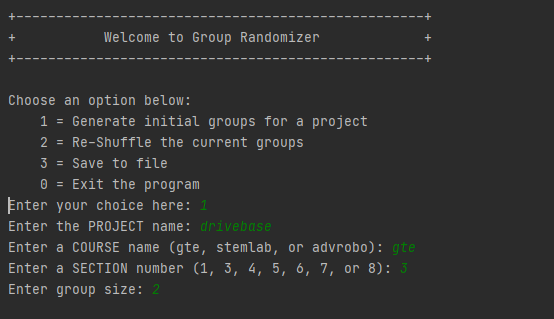 +---------------------------------------------------+
+           Welcome to Group Randomizer             +
+---------------------------------------------------+
Choose an option below:
    1 = Generate initial groups for a project
    2 = Re-Shuffle the current groups
    3 = Save to file
    0 = Exit the program
Enter your choice here: 1
Enter the PROJECT name: drivebase
Enter a COURSE name (gte, stemlab, or advrobo): gte
Enter a SECTION number (1, 3, 4, 5, 6, 7, or 8): 3
Enter group size: 2